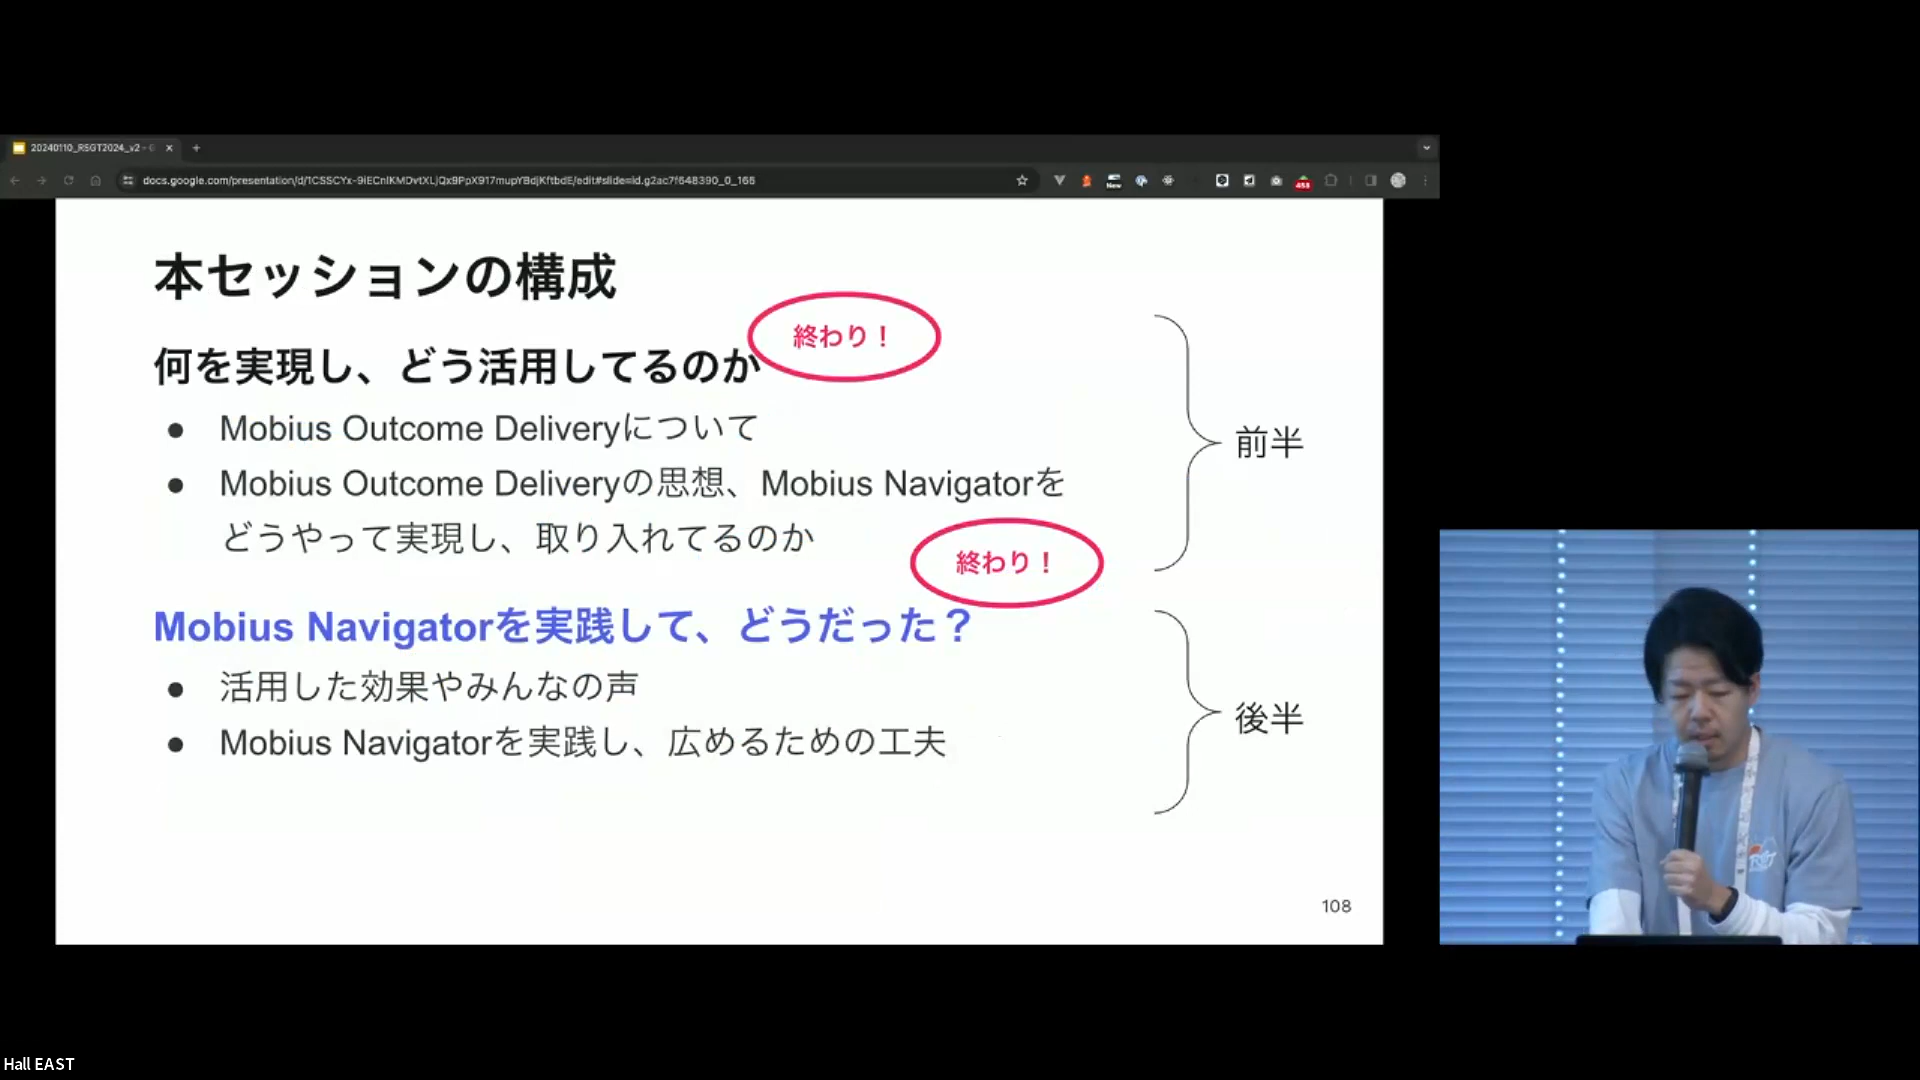 20240110_RSGT2024_v2 - G
docs.google.com/presentation/d/1CSSCYx-9iECnIKMDvtXLjQx9PpX917mupYBdjKftbdE/edit#slide=id.g2ac7f648390_0_166
New
453
本セッションの構成
終わり！
何を実現し、どう活用してるのか
Mobius Outcome Deliveryについて
Mobius Outcome Deliveryの思想、Mobius Navigatorを
どうやって実現し、取り入れてるのか
前半
終わり！
Mobius Navigatorを実践して、どうだった？
活用した効果やみんなの声
Mobius Navigatorを実践し、広めるための工夫
後半
108
Hall EAST